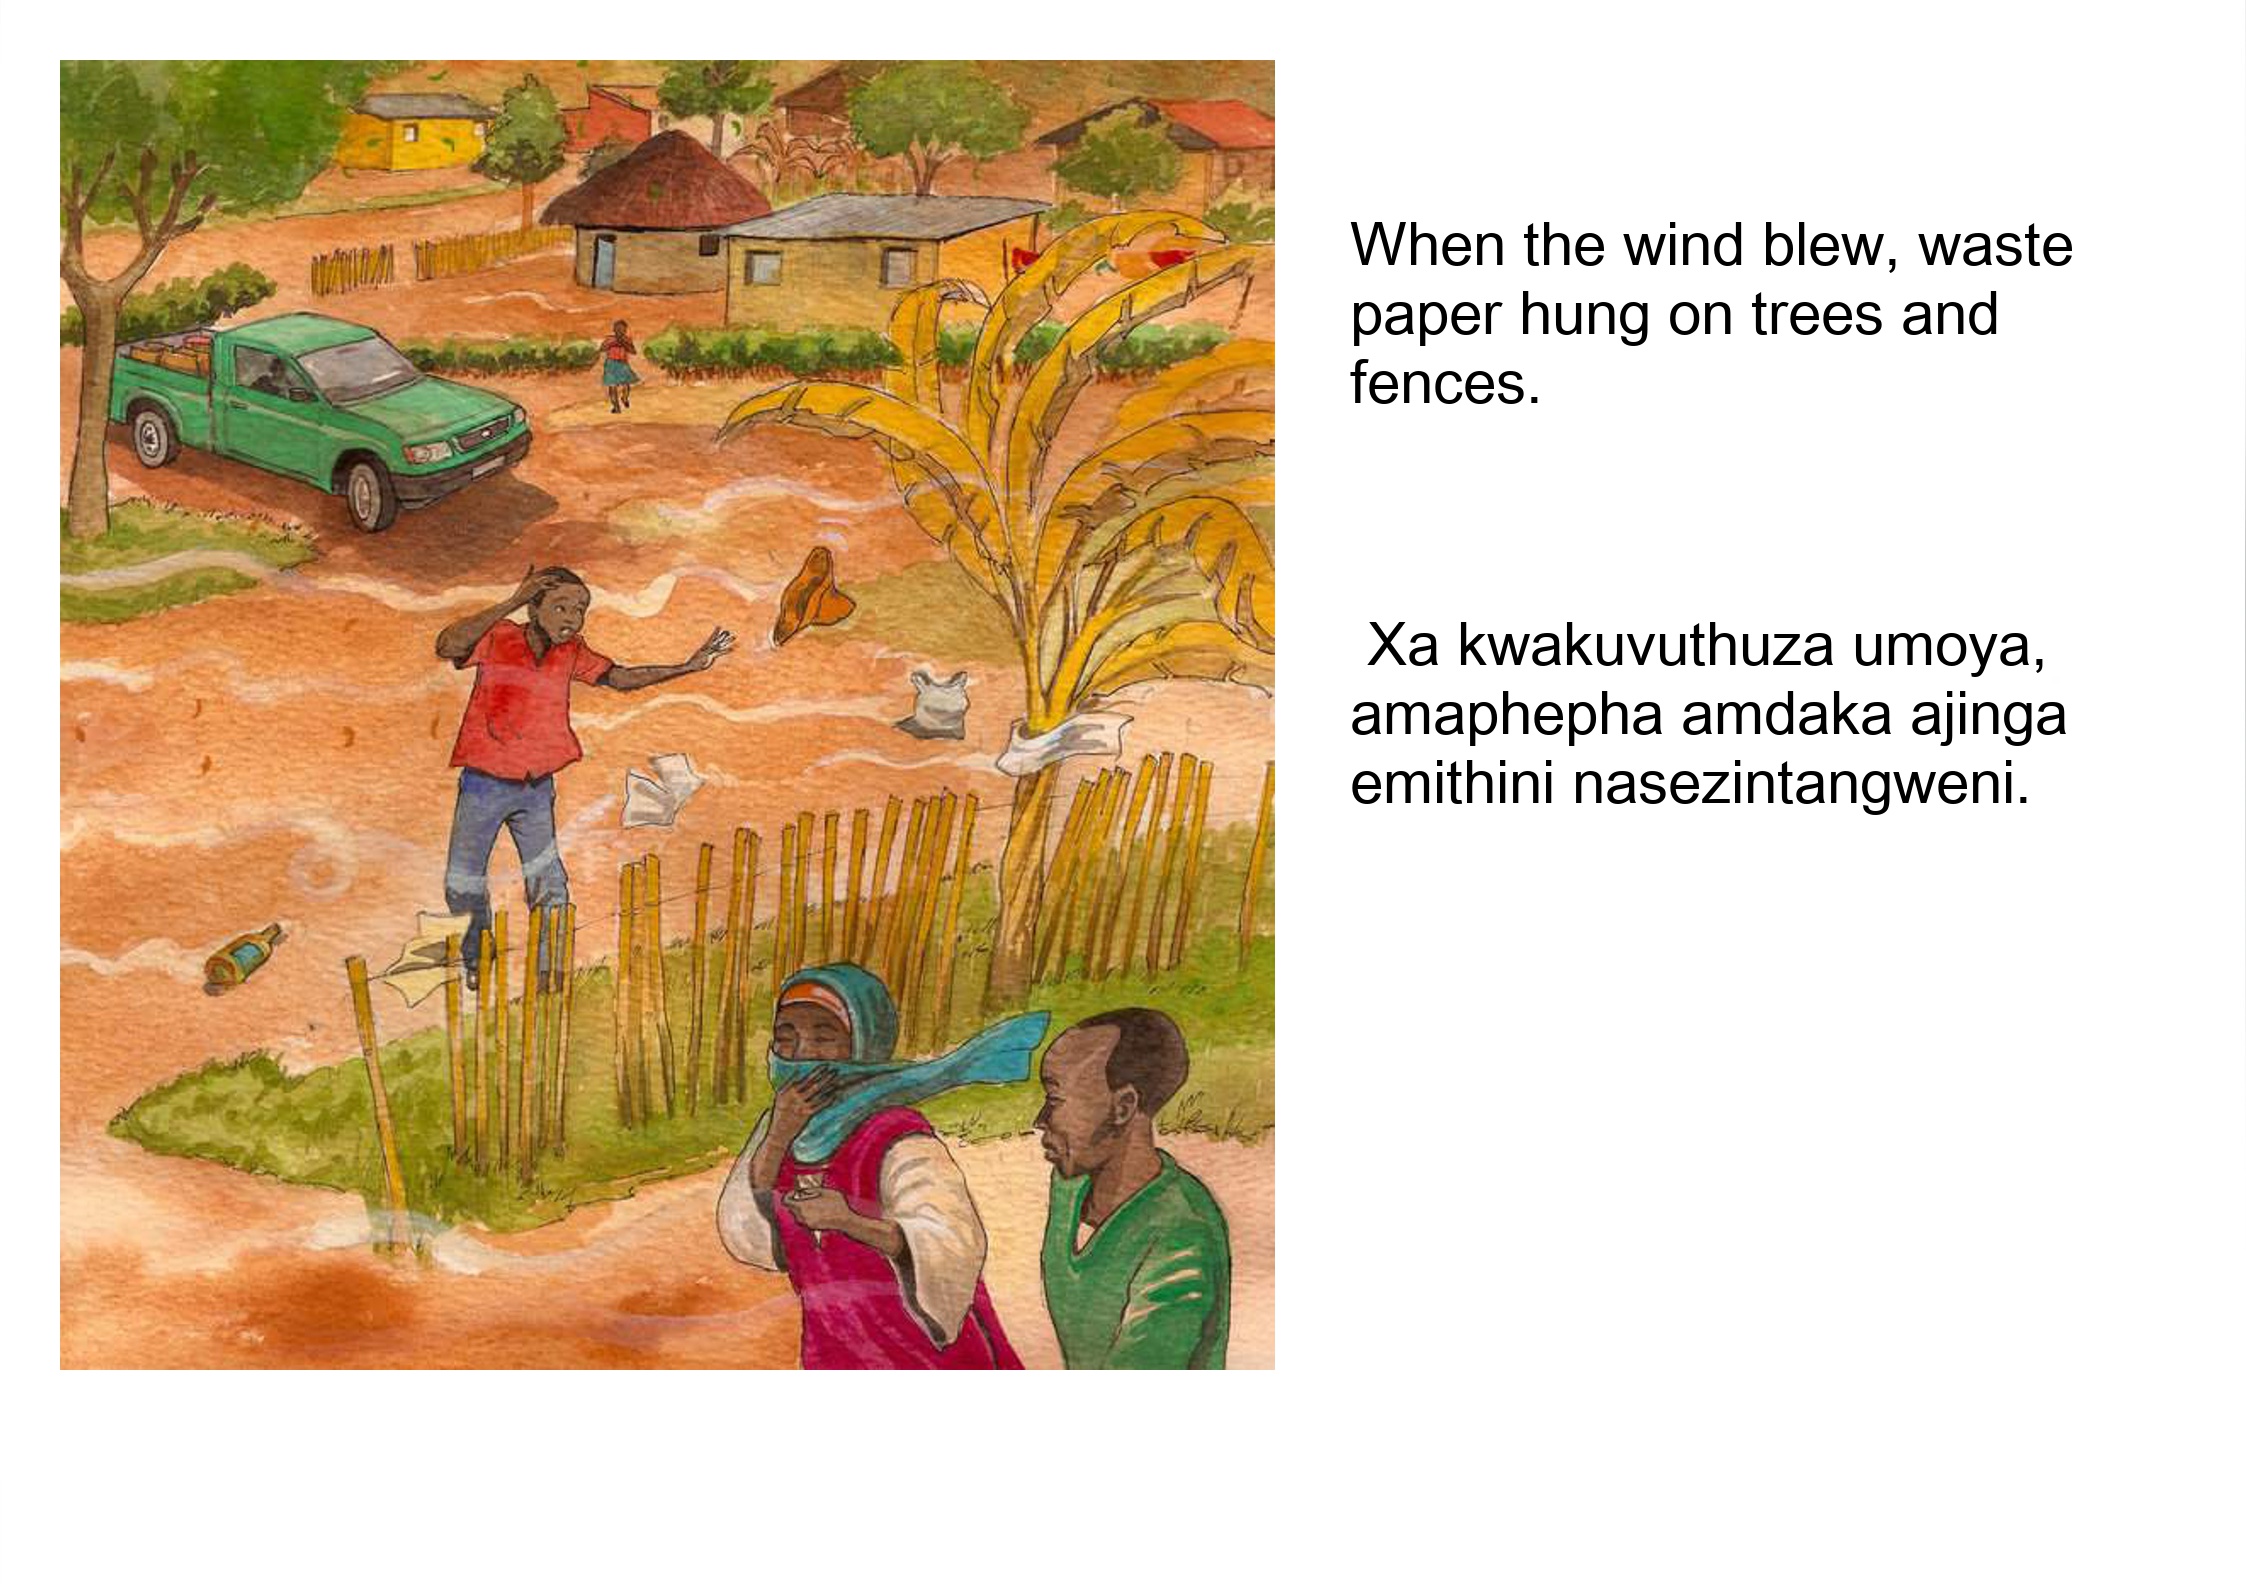 When the wind blew, waste
paper hung on trees and
fences.
Xa kwakuvuthuza umoya,
amaphepha amdaka ajinga
emithini nasezintangweni.